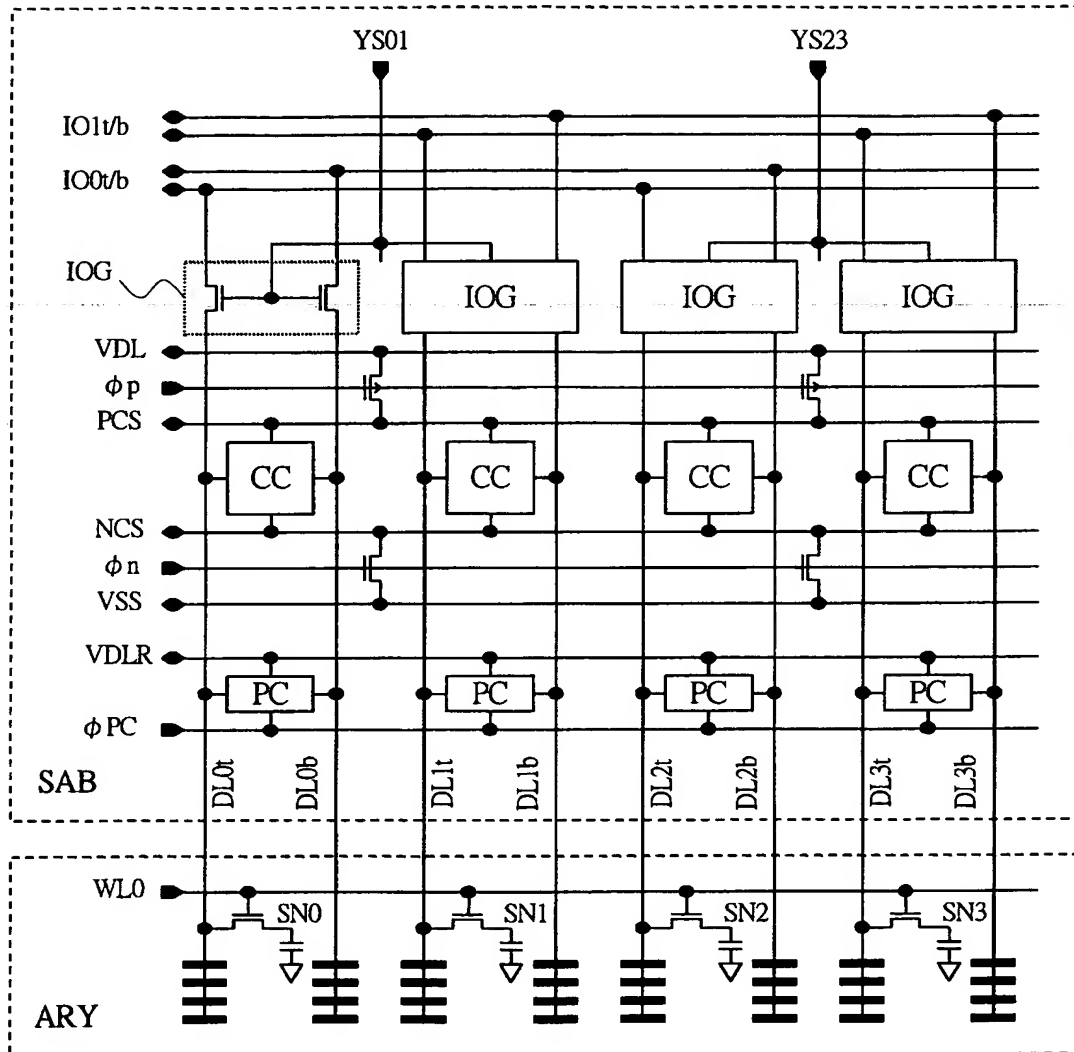 YS01 YS23
IO1t/b
IO0t/b
IOG
IOG IOG IOG
VDL
ϕp
PCS
CC CC CC CC
NCS
ϕn
VSS
VDLR
PC PC PC PC
ϕPC
SAB
DL0t DL0b DL1t DL1b DL2t DL2b DL3t DL3b
WL0
SN0 SN1 SN2 SN3
ARY